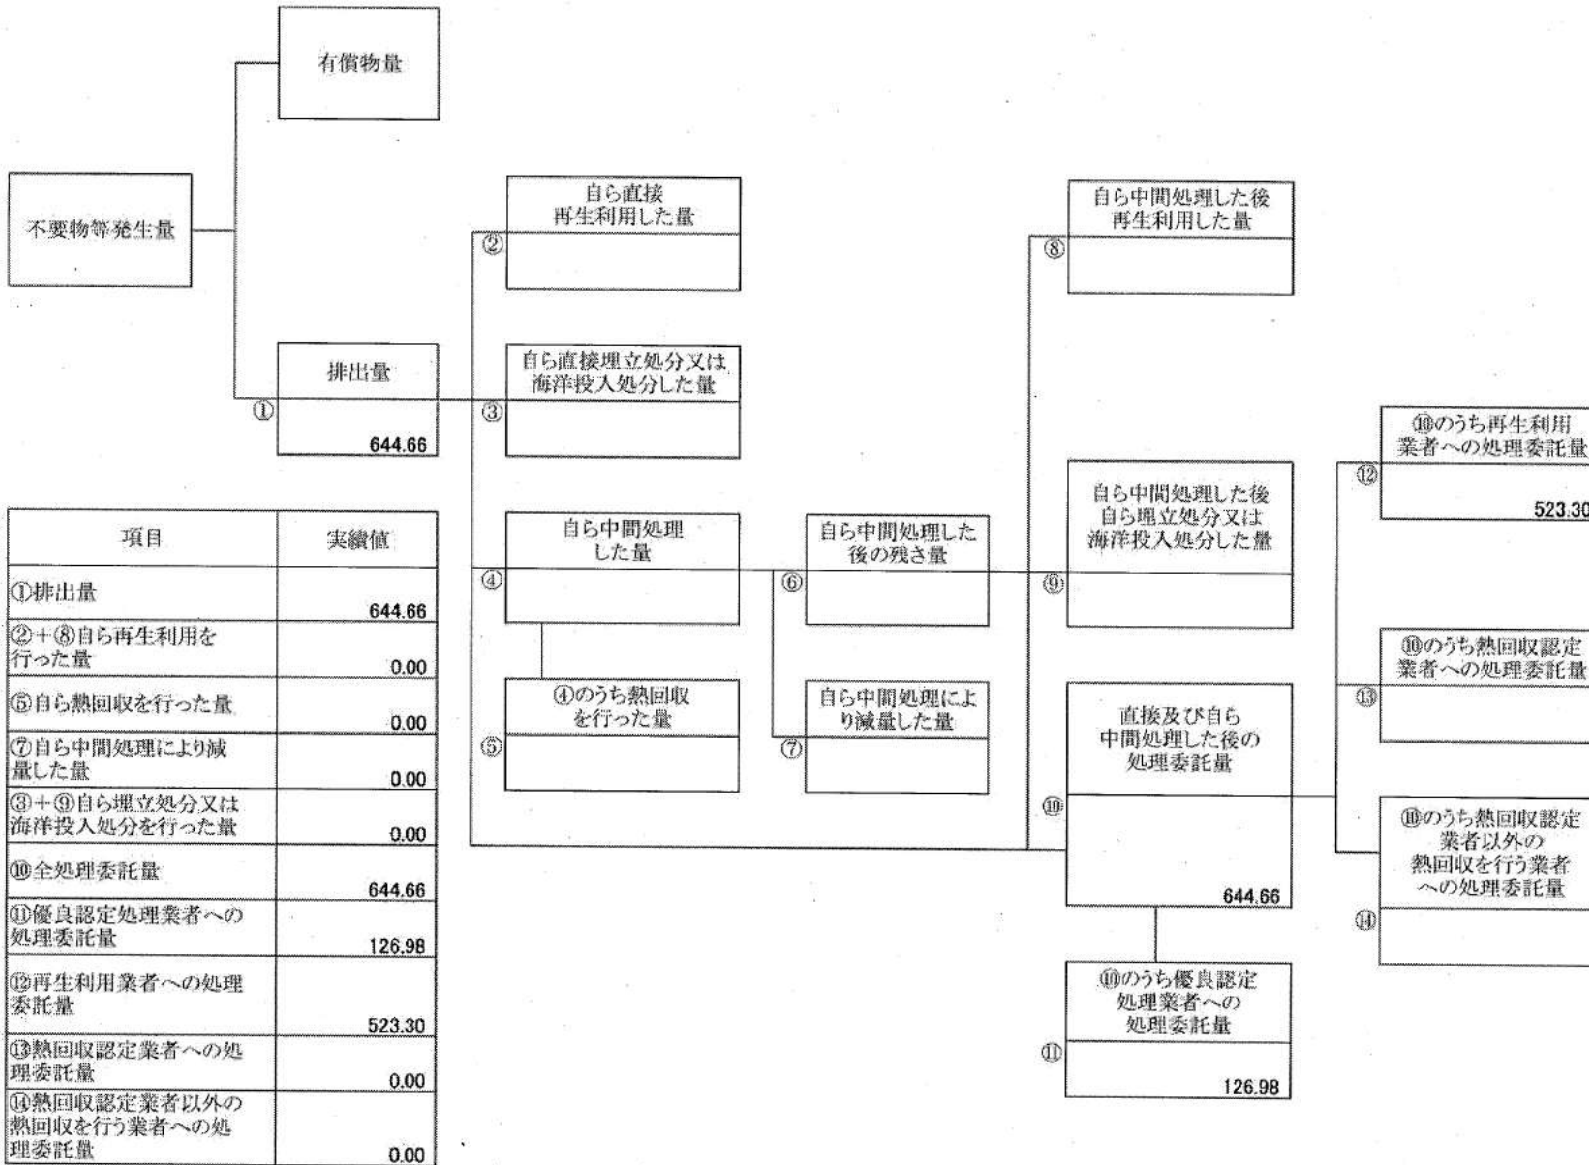 有償物量
不要物等発生量
自ら直接
再生利用した量
②
自ら中間処理した後
再生利用した量
⑧
排出量
①
644.66
自ら直接埋立処分又は
海洋投入処分した量
③
⑩のうち再生利用
業者への処理委託量
⑫
523.30
自ら中間処理
した量
④
自ら中間処理した
後の残さ量
⑥
自ら中間処理した後
自ら埋立処分又は
海洋投入処分した量
⑨
⑩のうち熱回収認定
業者への処理委託量
⑬
④のうち熱回収
を行った量
⑤
自ら中間処理によ
り減量した量
⑦
直接及び自ら
中間処理した後の
処理委託量
⑩
644.66
⑩のうち熱回収認定
業者以外の
熱回収を行う業者
への処理委託量
⑭
⑩のうち優良認定
処理業者への
処理委託量
⑪
126.98
項目 実績値
①排出量 644.66
②+⑧自ら再生利用を
行った量 0.00
⑤自ら熱回収を行った量 0.00
⑦自ら中間処理により減
量した量 0.00
③+⑨自ら埋立処分又は
海洋投入処分を行った量 0.00
⑩全処理委託量 644.66
⑪優良認定処理業者への
処理委託量 126.98
⑫再生利用業者への処理
委託量 523.30
⑬熱回収認定業者への処
理委託量 0.00
⑭熱回収認定業者以外の
熱回収を行う業者への処
理委託量 0.00